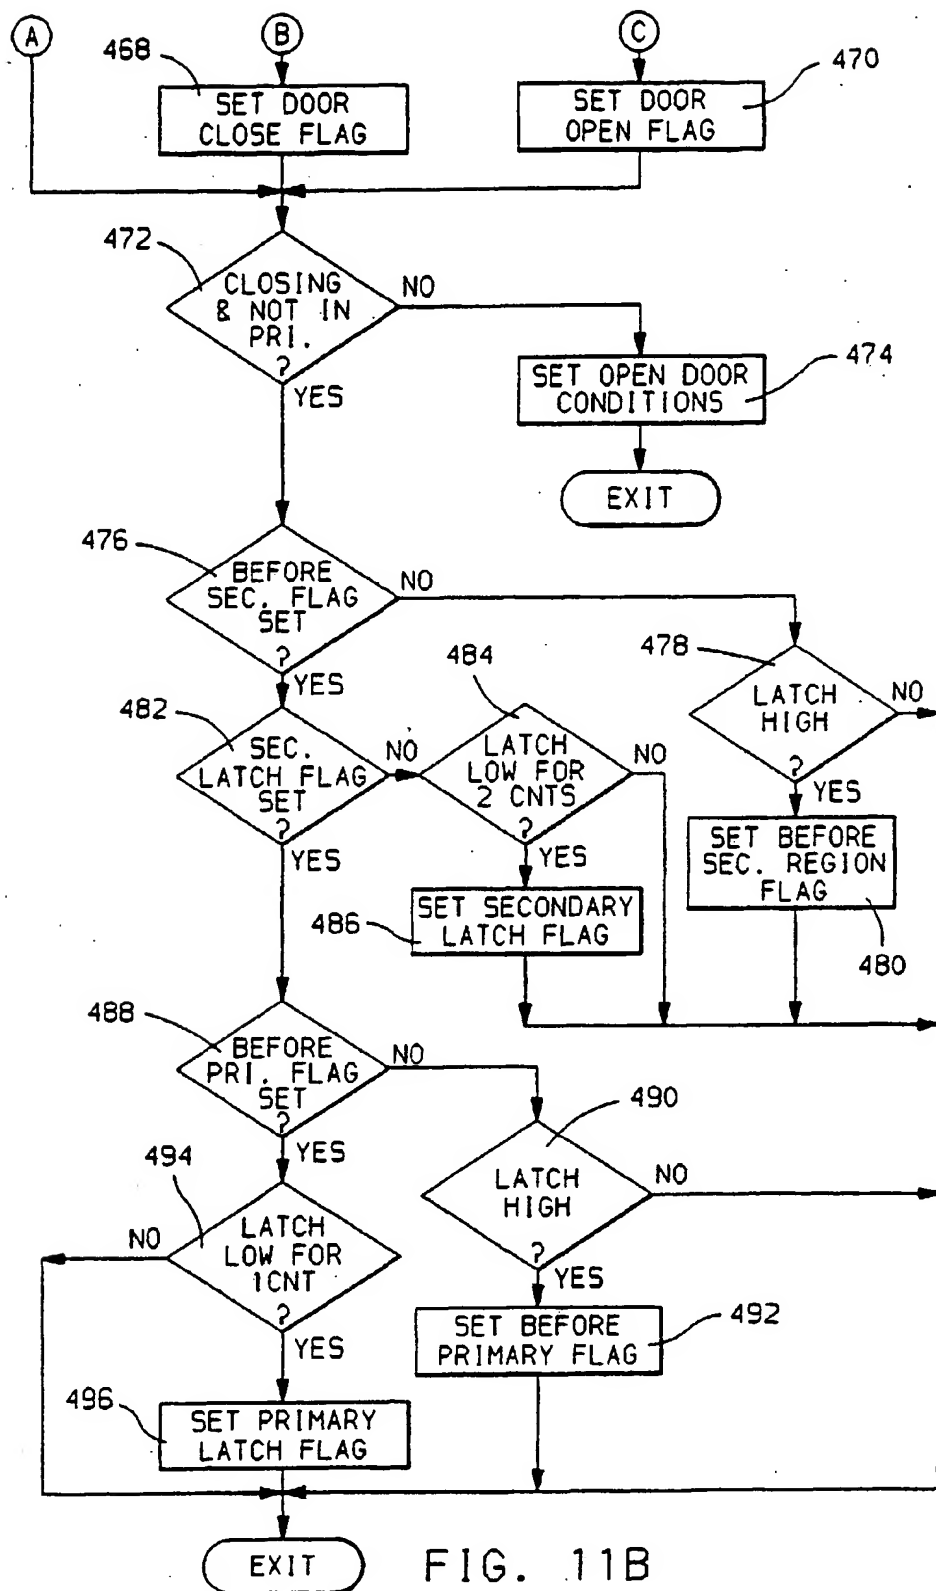 A
B
C
468
470
SET DOOR
CLOSE FLAG
SET DOOR
OPEN FLAG
472
CLOSING
& NOT IN
PRI.
?
NO
YES
474
SET OPEN DOOR
CONDITIONS
EXIT
476
BEFORE
SEC. FLAG
SET
?
NO
YES
478
LATCH
HIGH
?
NO
YES
482
SEC.
LATCH FLAG
SET
?
NO
YES
484
LATCH
LOW FOR
2 CNTS
?
NO
YES
SET BEFORE
SEC. REGION
FLAG
480
486
SET SECONDARY
LATCH FLAG
488
BEFORE
PRI. FLAG
SET
?
NO
YES
490
LATCH
HIGH
?
NO
YES
494
LATCH
LOW FOR
1CNT
?
NO
YES
SET BEFORE
PRIMARY FLAG
492
496
SET PRIMARY
LATCH FLAG
EXIT
FIG. 11B